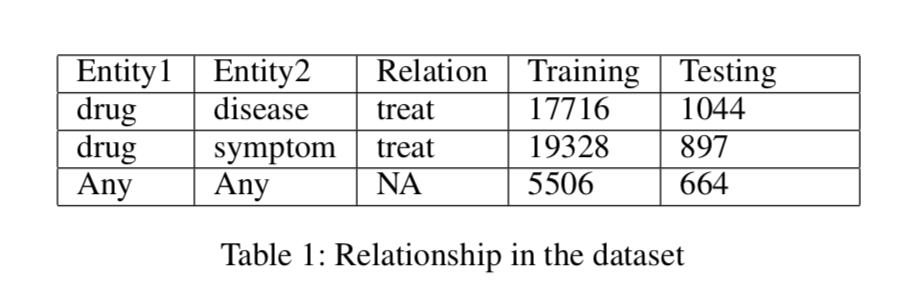 Entity1 Entity2 Relation Training Testing
drug disease treat 17716 1044
drug symptom treat 19328 897
Any Any NA 5506 664
Table 1: Relationship in the dataset